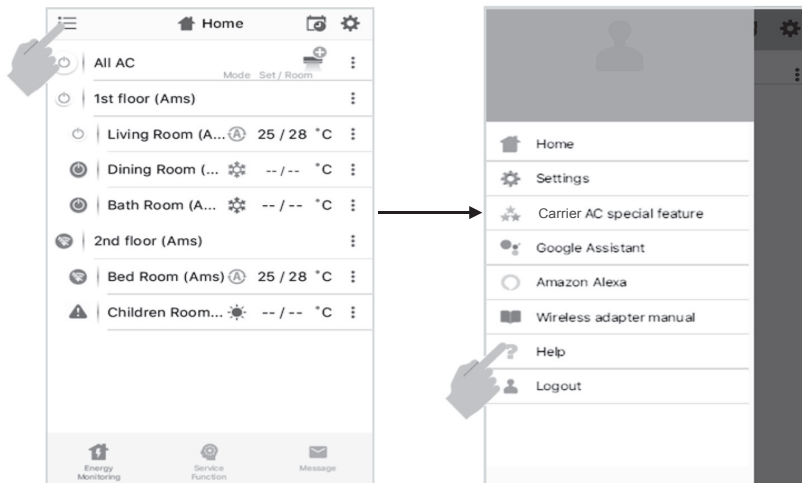 Home
All AC
Mode Set / Room
1st floor (Ams)
Living Room (A... A 25 / 28 °C
Dining Room (... -- / -- °C
Bath Room (A... -- / -- °C
2nd floor (Ams)
Bed Room (Ams) A 25 / 28 °C
Children Room... -- / -- °C
Energy
Monitoring
Service
Function
Message
Home
Settings
Carrier AC special feature
Google Assistant
Amazon Alexa
Wireless adapter manual
? Help
Logout